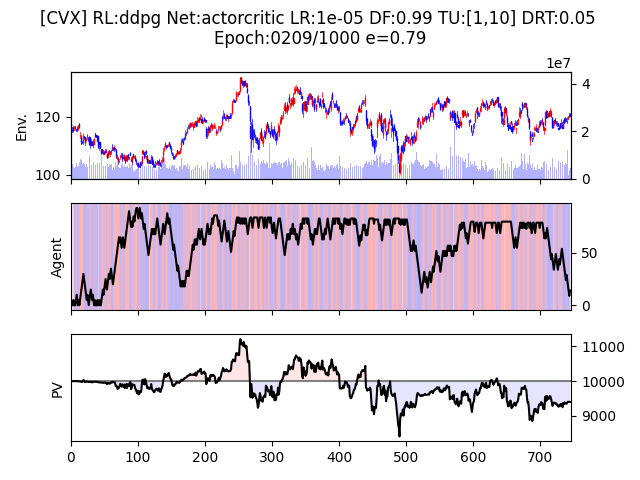 [CVX] RL:ddpg Net:actorcritic LR:1e-05 DF:0.99 TU:[1,10] DRT:0.05
Epoch:0209/1000 e=0.79
1e7
Env.
120
100
4
2
0
Agent
50
0
PV
11000
10000
9000
0 100 200 300 400 500 600 700